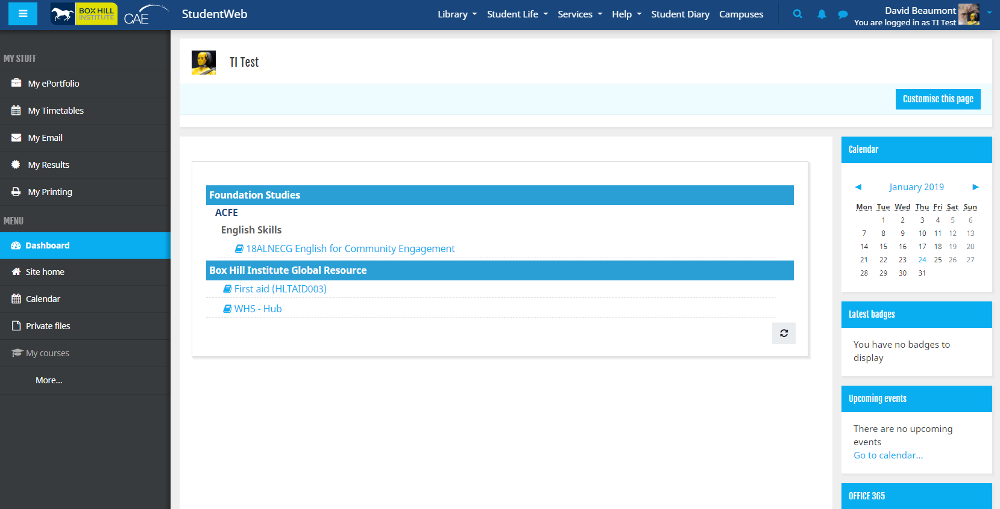 BOX HILL
INSTITUTE
CAE
StudentWeb
Library
Student Life
Services
Help
Student Diary
Campuses
David Beaumont
You are logged in as TI Test
MY STUFF
My ePortfolio
My Timetables
My Email
My Results
My Printing
MENU
Dashboard
Site home
Calendar
Private files
My courses
More...
TI Test
Customise this page
Foundation Studies
ACFE
English Skills
18ALNECG English for Community Engagement
Box Hill Institute Global Resource
First aid (HLTAID003)
WHS - Hub
Calendar
◄ January 2019 ►
Mon Tue Wed Thu Fri Sat Sun
1 2 3 4 5 6
7 8 9 10 11 12 13
14 15 16 17 18 19 20
21 22 23 24 25 26 27
28 29 30 31
Latest badges
You have no badges to
display
Upcoming events
There are no upcoming
events
Go to calendar...
OFFICE 365